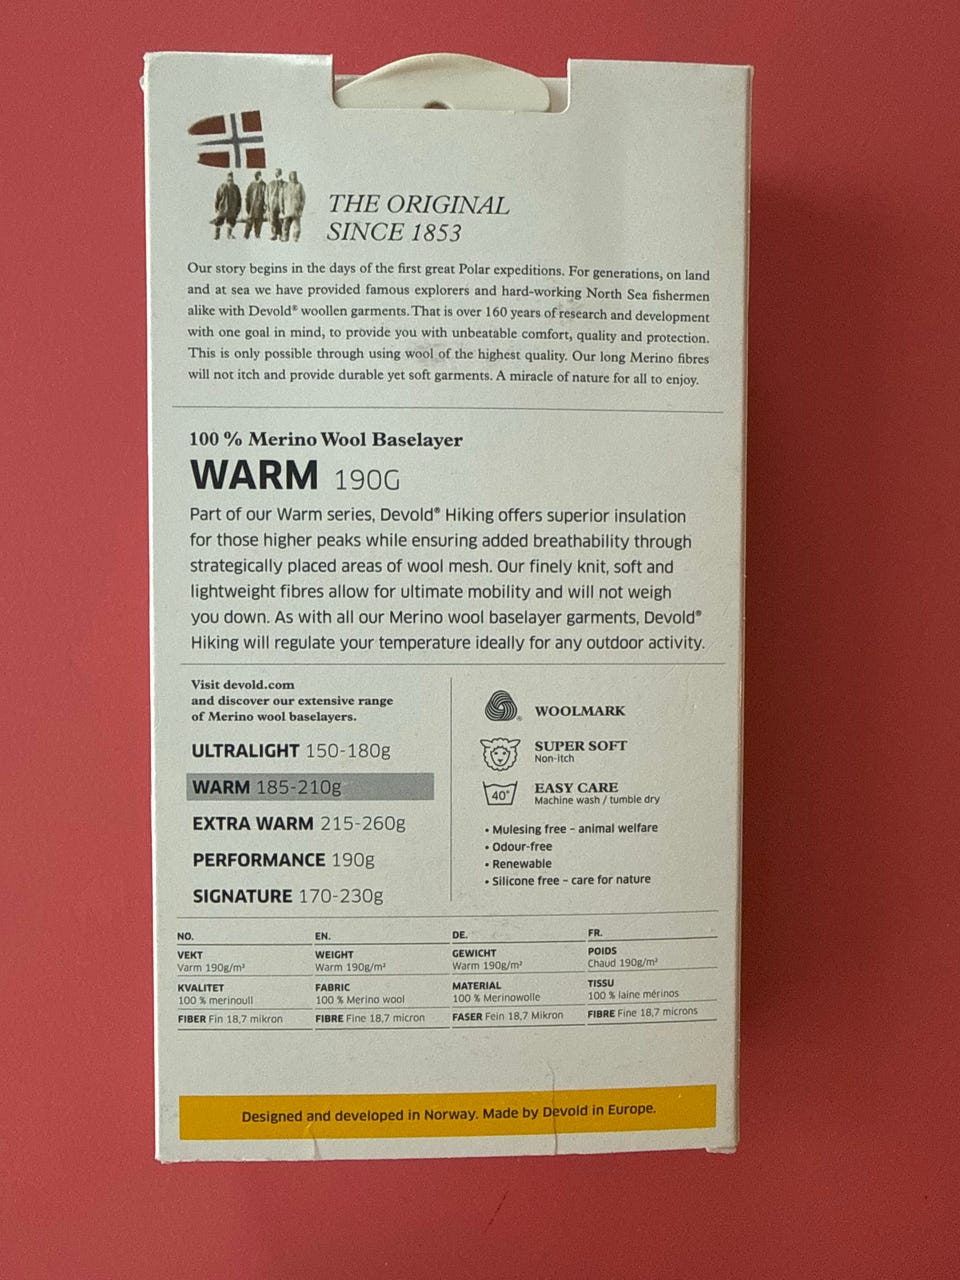 THE ORIGINAL
SINCE 1853
Our story begins in the days of the first great Polar expeditions. For generations, on land
and at sea we have provided famous explorers and hard-working North Sea fishermen
alike with Devold® woollen garments. That is over 160 years of research and development
with one goal in mind, to provide you with unbeatable comfort, quality and protection.
This is only possible through using wool of the highest quality. Our long Merino fibres
will not itch and provide durable yet soft garments. A miracle of nature for all to enjoy.
100 % Merino Wool Baselayer
WARM 190G
Part of our Warm series, Devold® Hiking offers superior insulation
for those higher peaks while ensuring added breathability through
strategically placed areas of wool mesh. Our finely knit, soft and
lightweight fibres allow for ultimate mobility and will not weigh
you down. As with all our Merino wool baselayer garments, Devold®
Hiking will regulate your temperature ideally for any outdoor activity.
Visit devold.com
and discover our extensive range
of Merino wool baselayers.
ULTRALIGHT 150-180g
WARM 185-210g
EXTRA WARM 215-260g
PERFORMANCE 190g
SIGNATURE 170-230g
® WOOLMARK
SUPER SOFT
Non-itch
40° EASY CARE
Machine wash / tumble dry
• Mulesing free – animal welfare
• Odour-free
• Renewable
• Silicone free – care for nature
NO.
VEKT
Varm 190g/m²
KVALITET
100 % merinoull
FIBER Fin 18,7 mikron
EN.
WEIGHT
Warm 190g/m²
FABRIC
100 % Merino wool
FIBRE Fine 18,7 micron
DE.
GEWICHT
Warm 190g/m²
MATERIAL
100 % Merinowolle
FASER Fein 18,7 Mikron
FR.
POIDS
Chaud 190g/m²
TISSU
100 % laine mérinos
FIBRE Fine 18,7 microns
Designed and developed in Norway. Made by Devold in Europe.